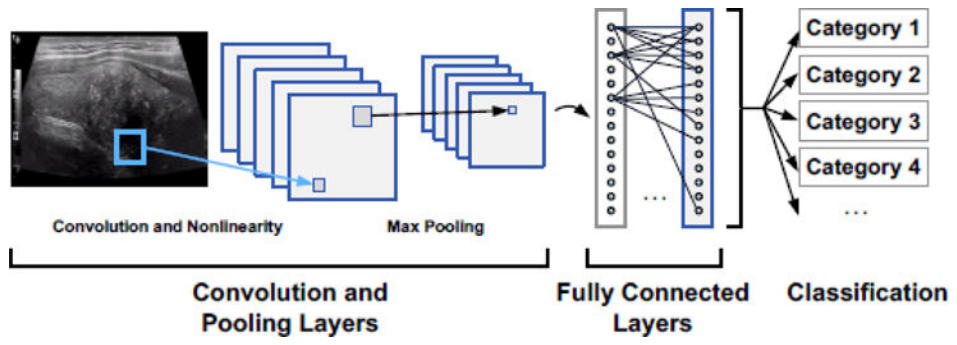 Category 1
Category 2
Category 3
Category 4
...
...
Convolution and Nonlinearity
Max Pooling
Convolution and
Pooling Layers
Fully Connected
Layers
Classification